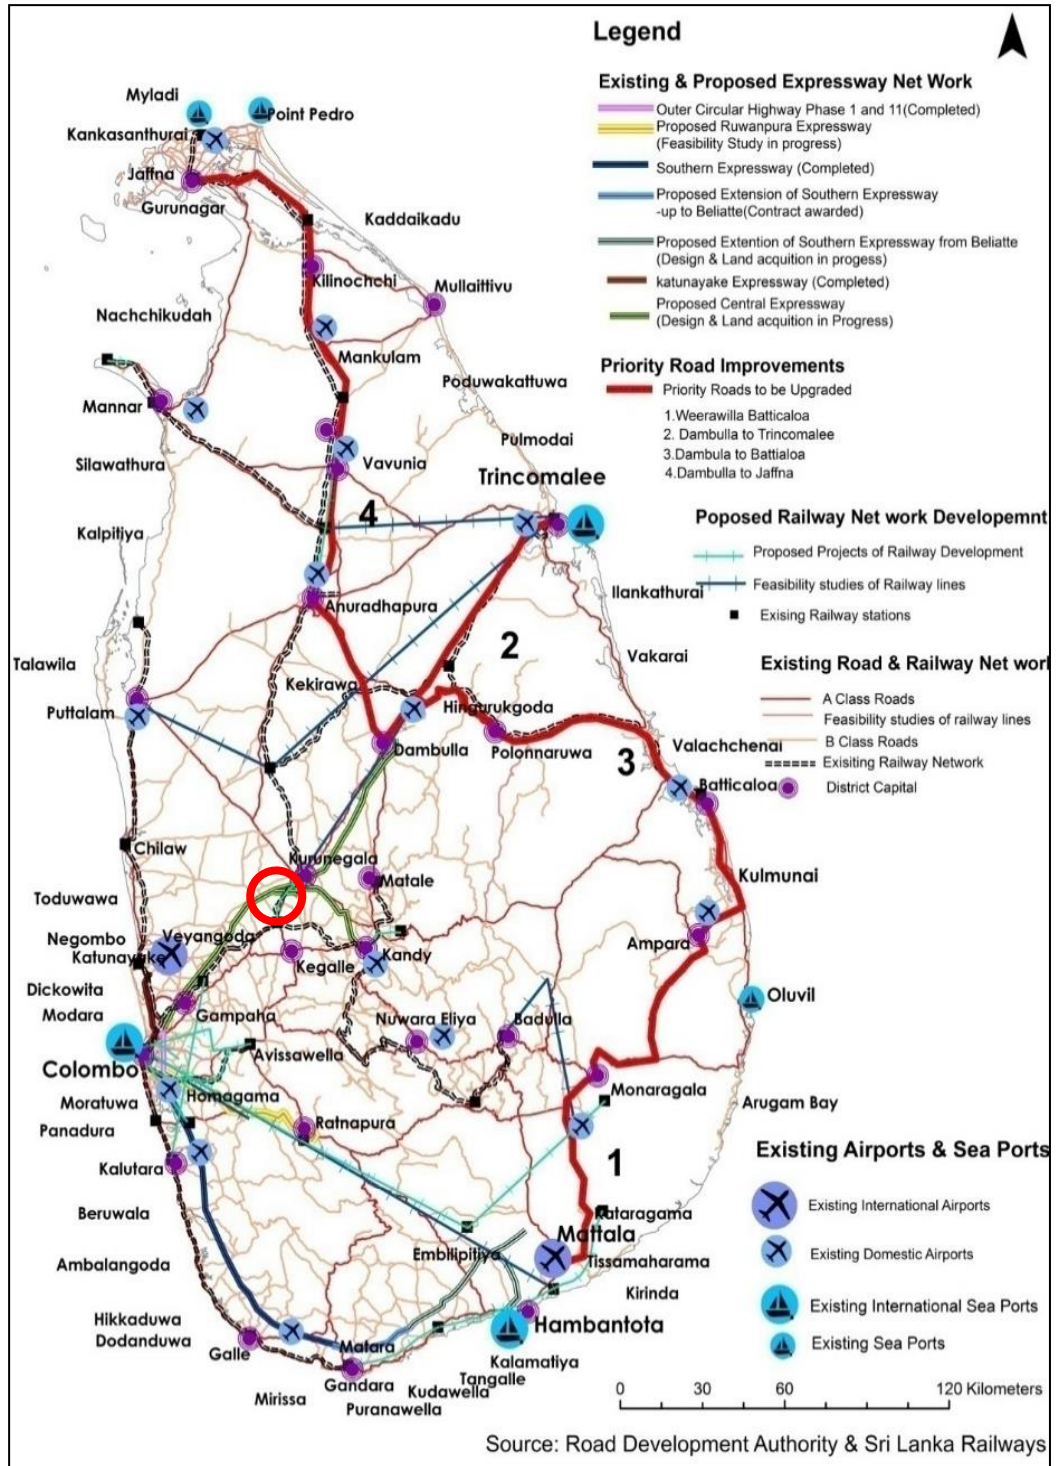 Legend
Existing & Proposed Expressway Net Work
Outer Circular Highway Phase 1 and 11(Completed)
Proposed Ruwanpura Expressway
(Feasibility Study in progress)
Southern Expressway (Completed)
Proposed Extension of Southern Expressway
-up to Beliatte(Contract awarded)
Proposed Extention of Southern Expressway from Beliatte
(Design & Land acquition in progess)
katunayake Expressway (Completed)
Proposed Central Expressway
(Design & Land acquition in Progress)
Priority Road Improvements
Priority Roads to be Upgraded
1.Weerawilla Batticaloa
2. Dambulla to Trincomalee
3.Dambula to Battialoa
4.Dambulla to Jaffna
Poposed Railway Net work Developemnt
Proposed Projects of Railway Development
Feasibility studies of Railway lines
Exising Railway stations
Existing Road & Railway Net worl
A Class Roads
Feasibility studies of railway lines
B Class Roads
Exisiting Railway Network
District Capital
Existing Airports & Sea Ports
Existing International Airports
Existing Domestic Airports
Existing International Sea Ports
Existing Sea Ports
Myladi
Point Pedro
Kankasanthurai
Jaffna
Gurunagar
Kaddaikadu
Kilinochchi
Mullaittivu
Nachchikudah
Mankulam
Poduwakattuwa
Mannar
Pulmodai
Silawathura
Vavunia
Trincomalee
4
Kalpitiya
Ilankathurai
Anuradhapura
2
Vakarai
Talawila
Kekirawa
Puttalam
Hingurukgoda
Dambulla
Polonnaruwa
Valachchenai
3
Batticaloa
Chilaw
Kurunegala
Matale
Kulmunai
Toduwawa
Veyangoda
Negombo
Katunayake
Ampara
Kegalle
Kandy
Dickowita
Oluvil
Modara
Gampaha
Nuwara Eliya
Badulla
Avissawella
Colombo
Monaragala
Moratuwa
Homagama
Arugam Bay
Panadura
Ratnapura
Kalutara
1
Beruwala
Kataragama
Mattala
Embilipitiya
Tissamaharama
Ambalangoda
Kirinda
Hikkaduwa
Dodanduwa
Hambantota
Galle
Matara
Kalamatiya
Tangalle
Gandara
Kudawella
Mirissa
Puranawella
0 30 60 120 Kilometers
Source: Road Development Authority & Sri Lanka Railways